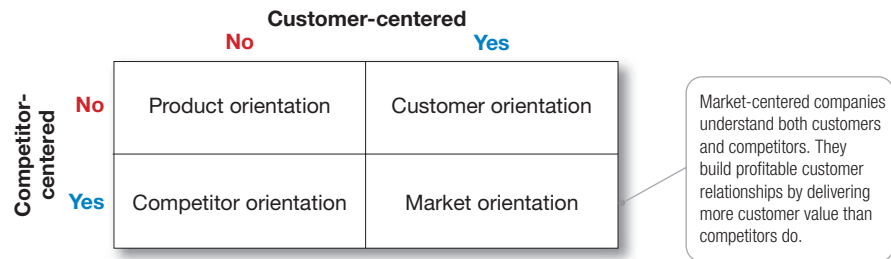 Customer-centered
No Yes
Competitor-
centered
No Product orientation Customer orientation
Yes Competitor orientation Market orientation
Market-centered companies
understand both customers
and competitors. They
build profitable customer
relationships by delivering
more customer value than
competitors do.